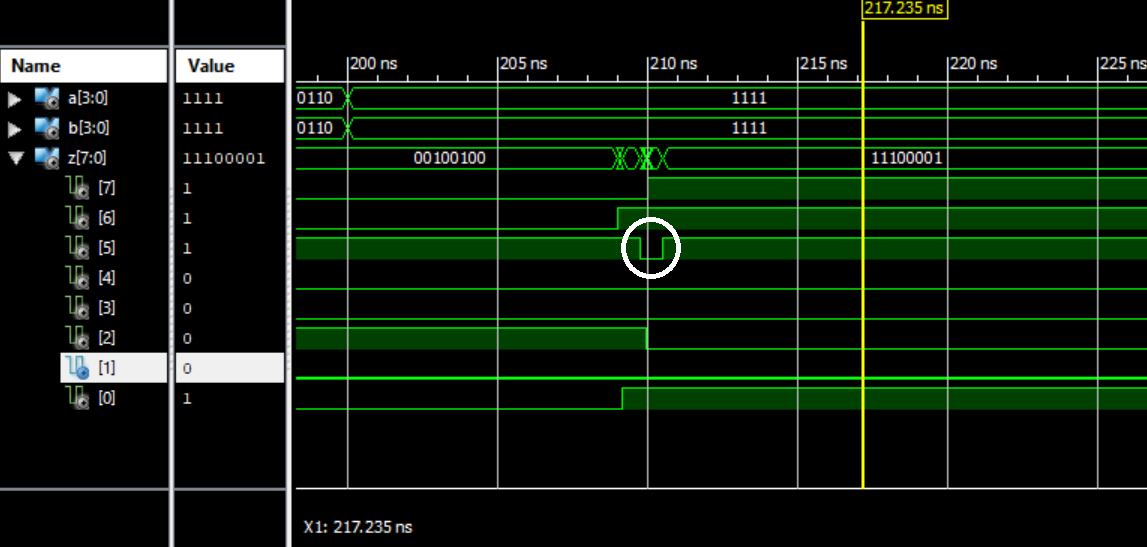 217.235 ns
Name Value
200 ns 205 ns 210 ns 215 ns 220 ns 225 ns
a[3:0] 1111 0110 1111
b[3:0] 1111 0110 1111
z[7:0] 11100001 00100100 11100001
[7] 1
[6] 1
[5] 1
[4] 0
[3] 0
[2] 0
[1] 0
[0] 1
X1: 217.235 ns